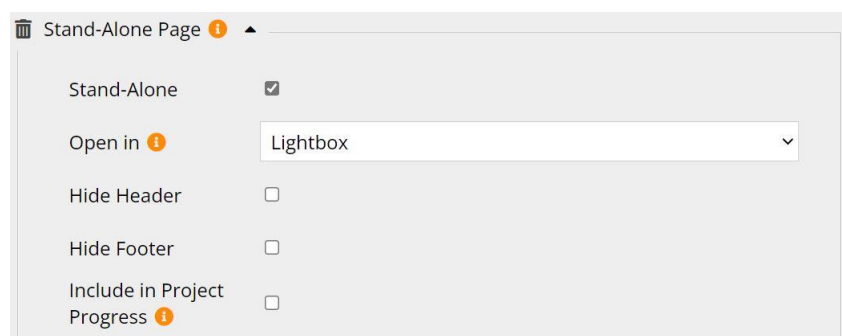 Stand-Alone Page
Stand-Alone
Open in
Lightbox
Hide Header
Hide Footer
Include in Project
Progress